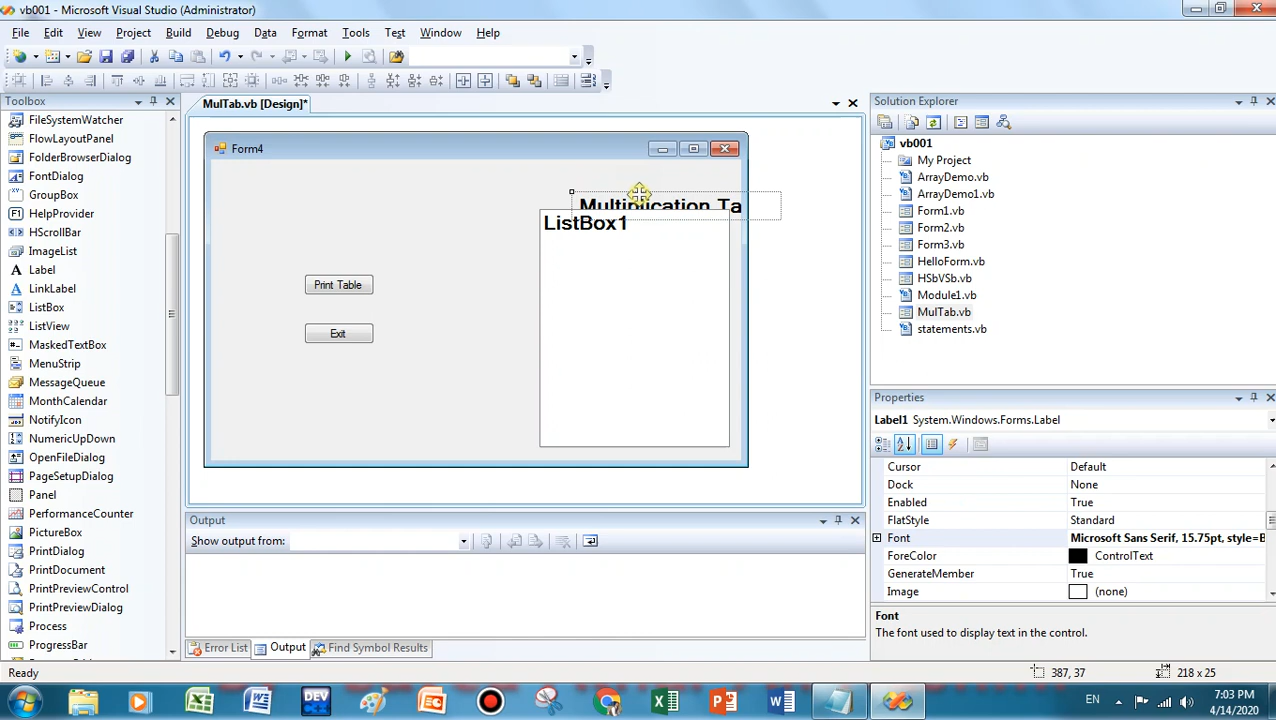 vb001 - Microsoft Visual Studio (Administrator)
File Edit View Project Build Debug Data Format Tools Test Window Help
Toolbox
FileSystemWatcher
FlowLayoutPanel
FolderBrowserDialog
FontDialog
GroupBox
HelpProvider
HScrollBar
ImageList
Label
LinkLabel
ListBox
ListView
MaskedTextBox
MenuStrip
MessageQueue
MonthCalendar
NotifyIcon
NumericUpDown
OpenFileDialog
PageSetupDialog
Panel
PerformanceCounter
PictureBox
PrintDialog
PrintDocument
PrintPreviewControl
PrintPreviewDialog
Process
ProgressBar
MulTab.vb [Design]*
Form4
Multiplication Ta
ListBox1
Print Table
Exit
Output
Show output from:
Error List Output Find Symbol Results
Solution Explorer
vb001
My Project
ArrayDemo.vb
ArrayDemo1.vb
Form1.vb
Form2.vb
Form3.vb
HelloForm.vb
HSbVSb.vb
Module1.vb
MulTab.vb
statements.vb
Properties
Label1 System.Windows.Forms.Label
Cursor Default
Dock None
Enabled True
FlatStyle Standard
Font Microsoft Sans Serif, 15.75pt, style=B
ForeColor ControlText
GenerateMember True
Image (none)
Font
The font used to display text in the control.
Ready 387, 37 218 x 25
DEV
EN
7:03 PM
4/14/2020